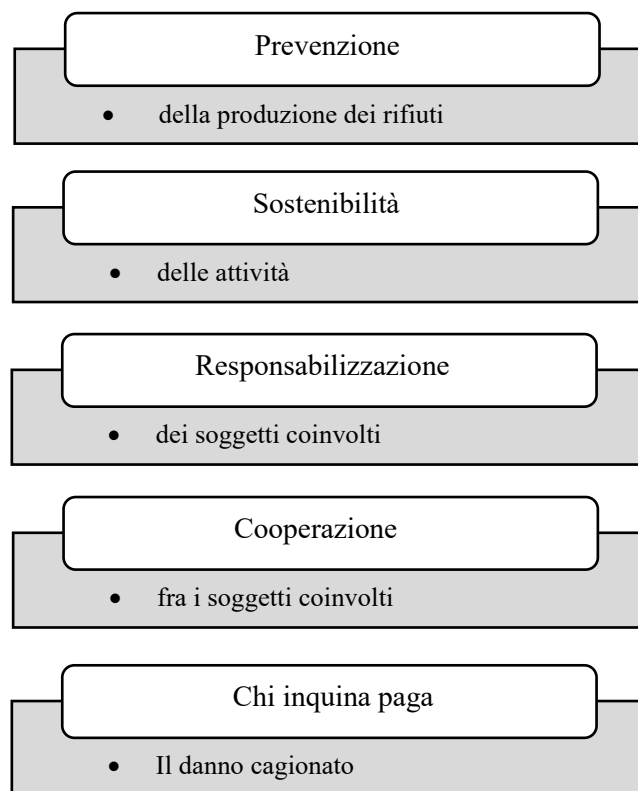 Prevenzione
• della produzione dei rifiuti
Sostenibilità
• delle attività
Responsabilizzazione
• dei soggetti coinvolti
Cooperazione
• fra i soggetti coinvolti
Chi inquina paga
• Il danno cagionato